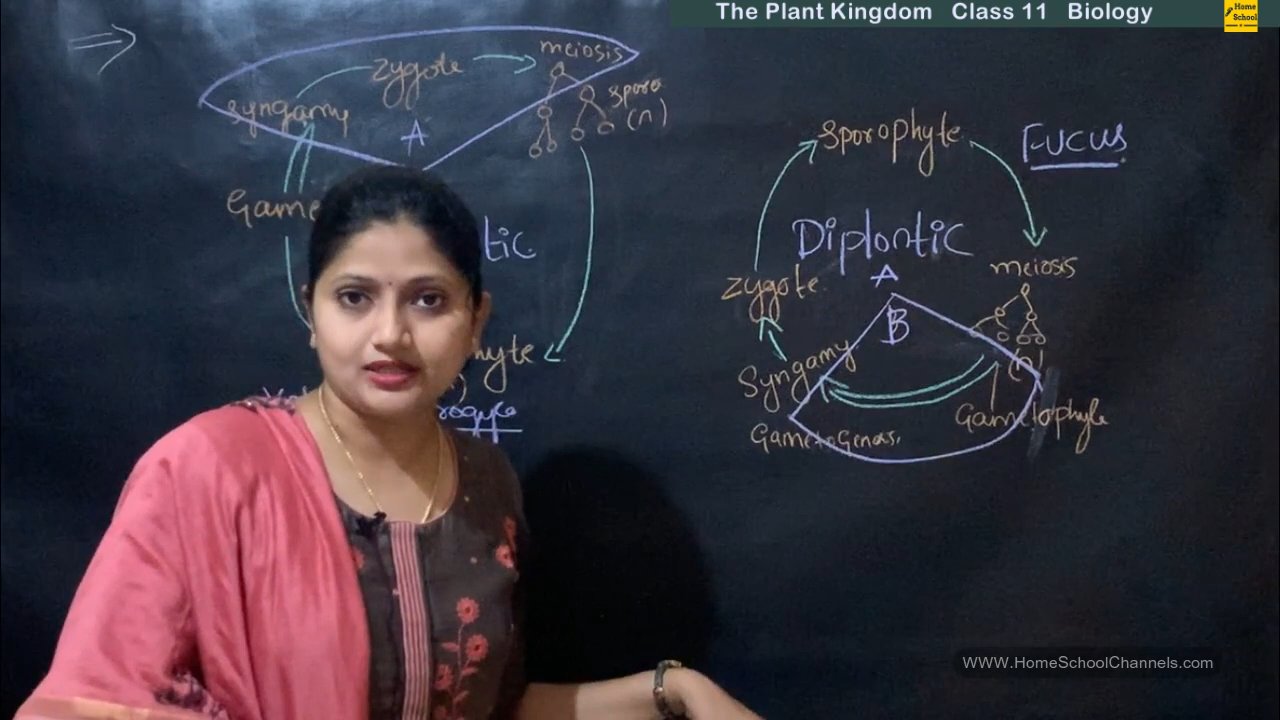 The Plant Kingdom Class 11 Biology
Home
School
meiosis
zygote
spore
(n)
syngamy
A
Game
tic
hyte
Sporophyte
Fucus
Diplontic
A
meiosis
zygote
B
Syngamy
(n)
Gametophyte
WWW.HomeSchoolChannels.com